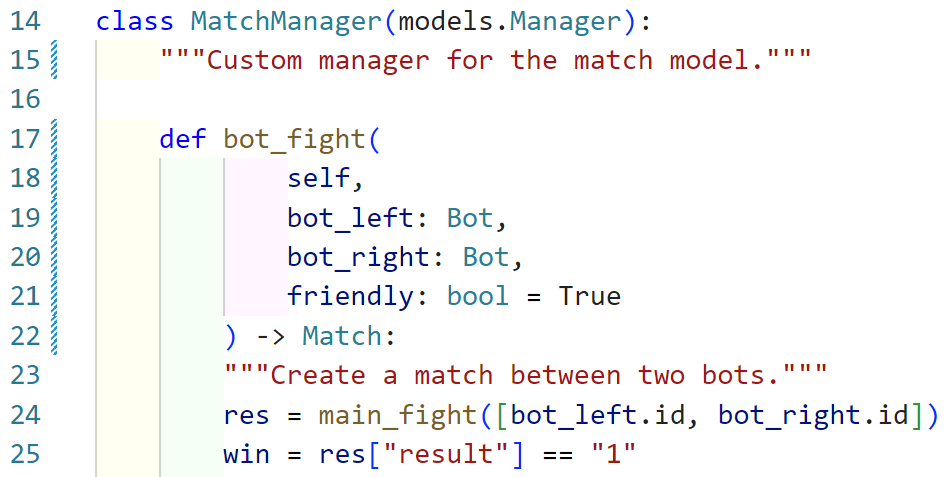 14 class MatchManager(models.Manager):
15     """Custom manager for the match model."""
16
17     def bot_fight(
18             self,
19             bot_left: Bot,
20             bot_right: Bot,
21             friendly: bool = True
22         ) -> Match:
23         """Create a match between two bots."""
24         res = main_fight([bot_left.id, bot_right.id])
25         win = res["result"] == "1"